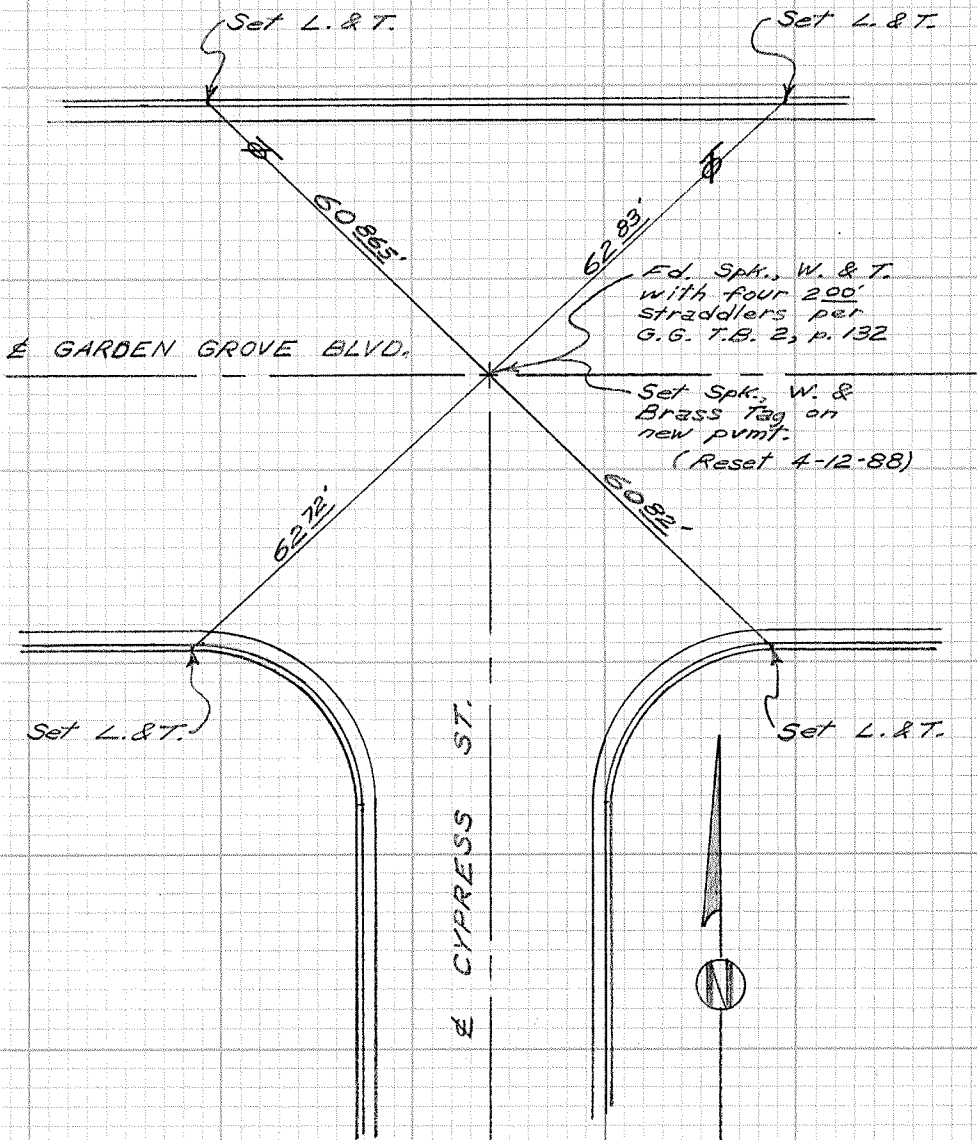 Set L. & T.
Set L. & T.
60 865'
62 83'
Fd. Spk., W. & T.
with four 2 00'
straddlers per
G.G. T.B. 2, p. 132
℄ GARDEN GROVE BLVD.
Set Spk., W. &
Brass Tag on
new pvmt.
(Reset 4-12-88)
62 72'
60 82-
Set L. & T.
Set L. & T.
℄ CYPRESS ST.
N